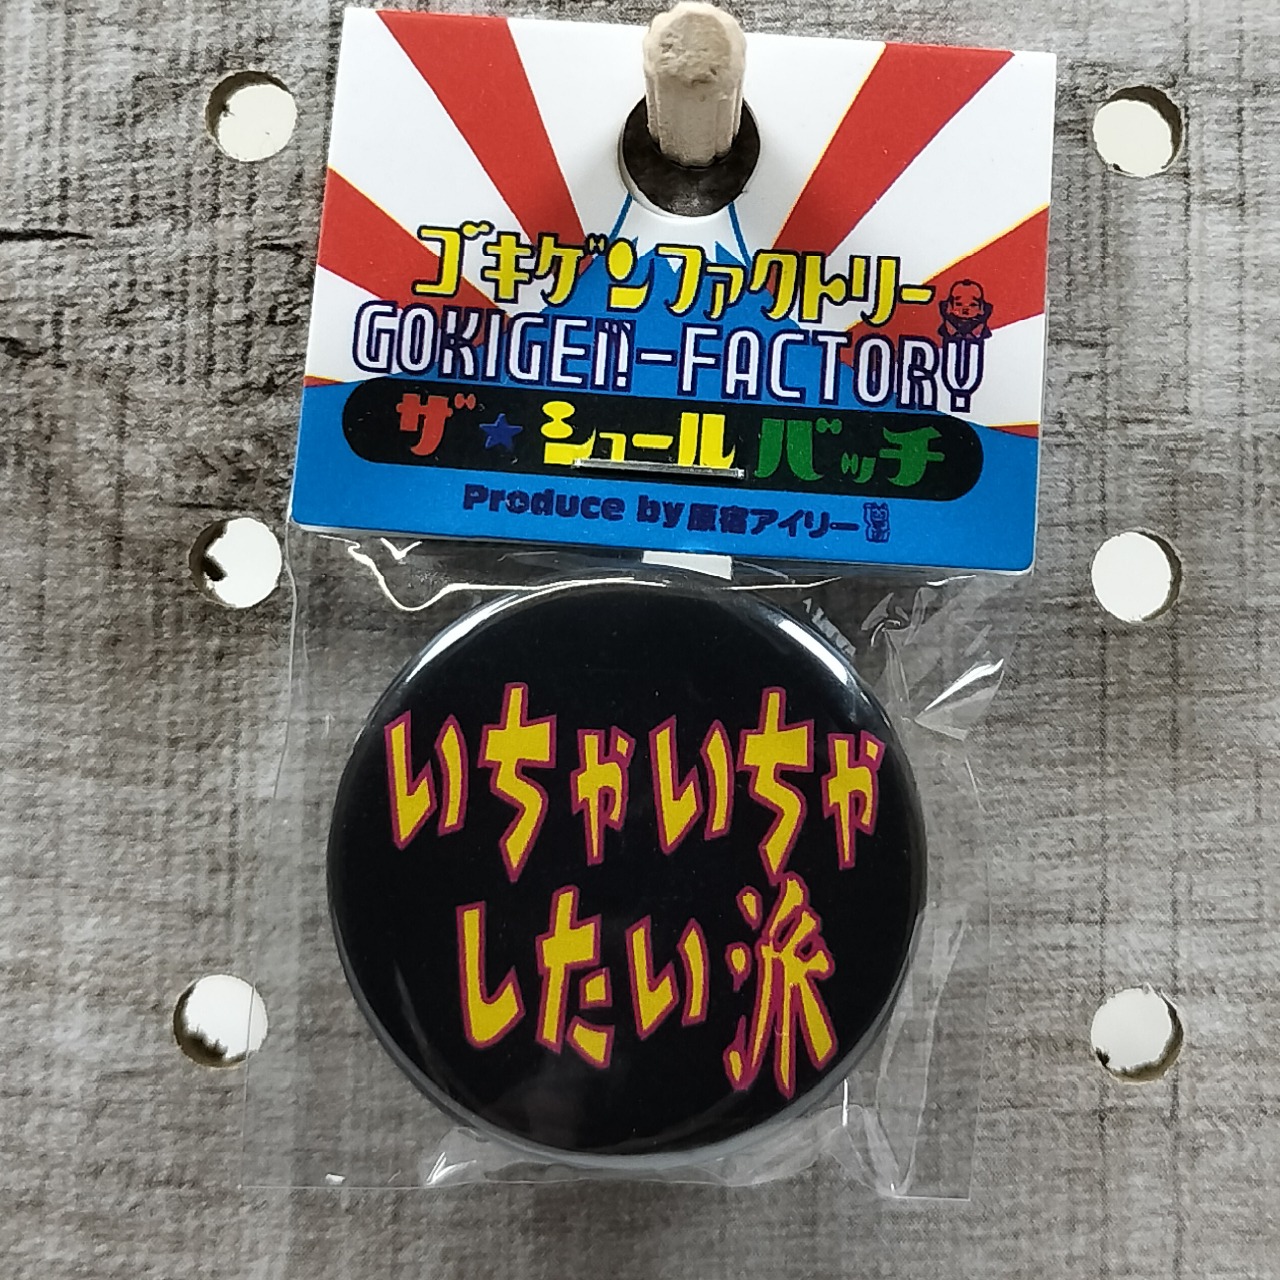 ゴキゲンファクトリー
GOKIGEN-FACTORY
ザ★シュールバッチ
Produce by 原宿アイリー
いちゃいちゃ
したい派